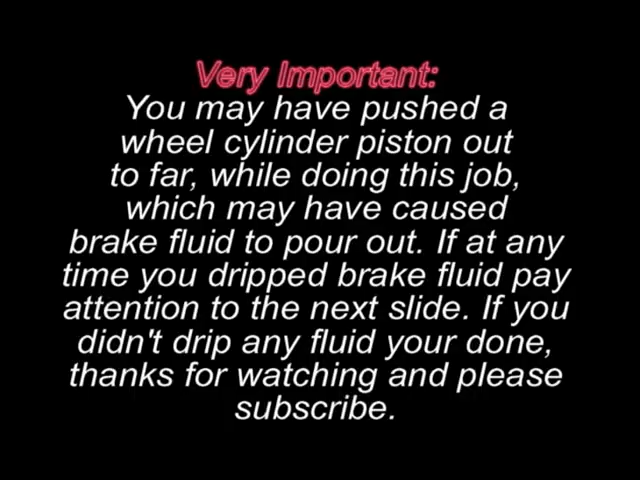 Very Important:
You may have pushed a
wheel cylinder piston out
to far, while doing this job,
which may have caused
brake fluid to pour out. If at any
time you dripped brake fluid pay
attention to the next slide. If you
didn't drip any fluid your done,
thanks for watching and please
subscribe.